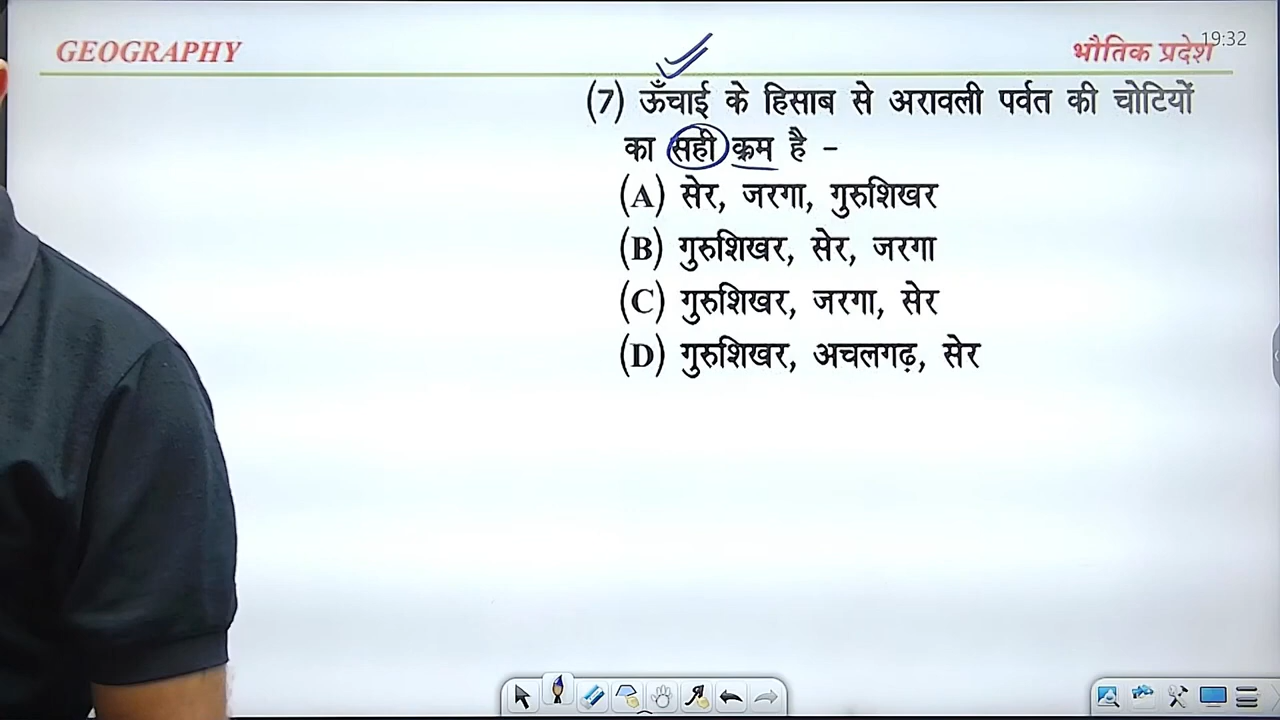 GEOGRAPHY
भौतिक प्रदेश
19:32
(7) ऊँचाई के हिसाब से अरावली पर्वत की चोटियों
का सही क्रम है -
(A) सेर, जरगा, गुरुशिखर
(B) गुरुशिखर, सेर, जरगा
(C) गुरुशिखर, जरगा, सेर
(D) गुरुशिखर, अचलगढ़, सेर